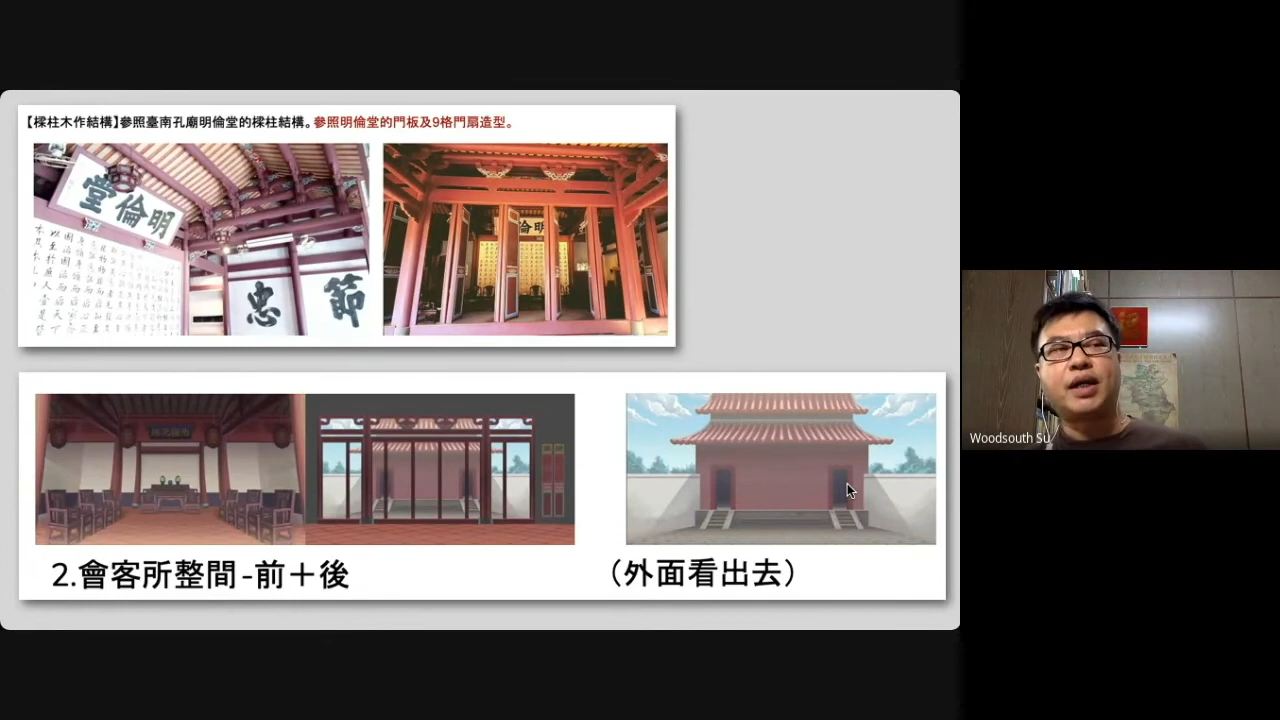 【樑柱木作結構】參照臺南孔廟明倫堂的樑柱結構。參照明倫堂的門板及9格門扇造型。
堂倫明
忠
節
2.會客所整間-前＋後
（外面看出去）
Woodsouth Su